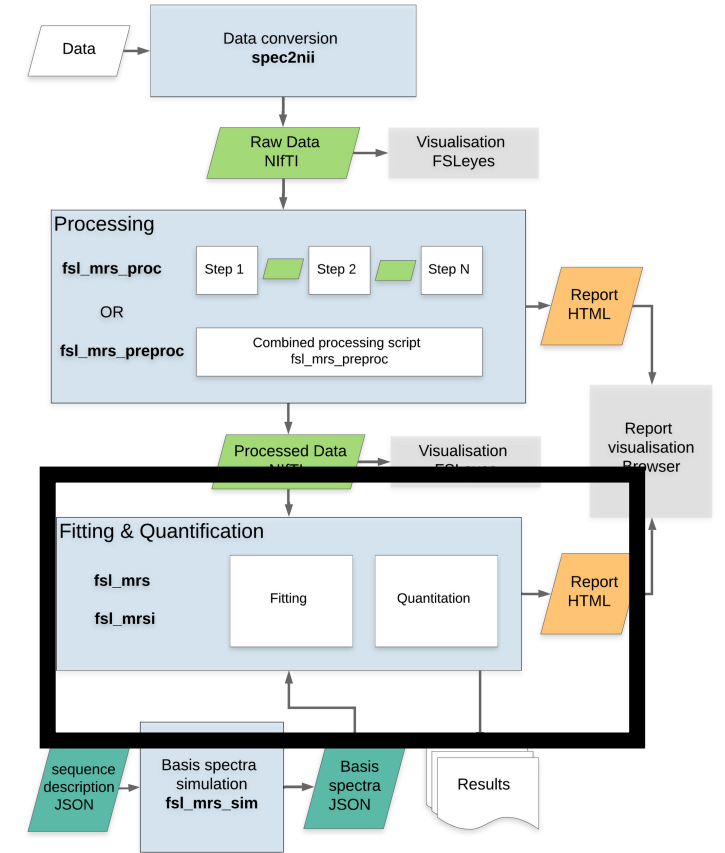 Data
Data conversion
spec2nii
Raw Data
NIfTI
Visualisation
FSLeyes
Processing
fsl_mrs_proc
Step 1
Step 2
Step N
OR
fsl_mrs_preproc
Combined processing script
fsl_mrs_preproc
Report
HTML
Report
visualisation
Browser
Processed Data
NIfTI
Visualisation
FSLeyes
Fitting & Quantification
fsl_mrs
fsl_mrsi
Fitting
Quantitation
Report
HTML
sequence
description
JSON
Basis spectra
simulation
fsl_mrs_sim
Basis
spectra
JSON
Results